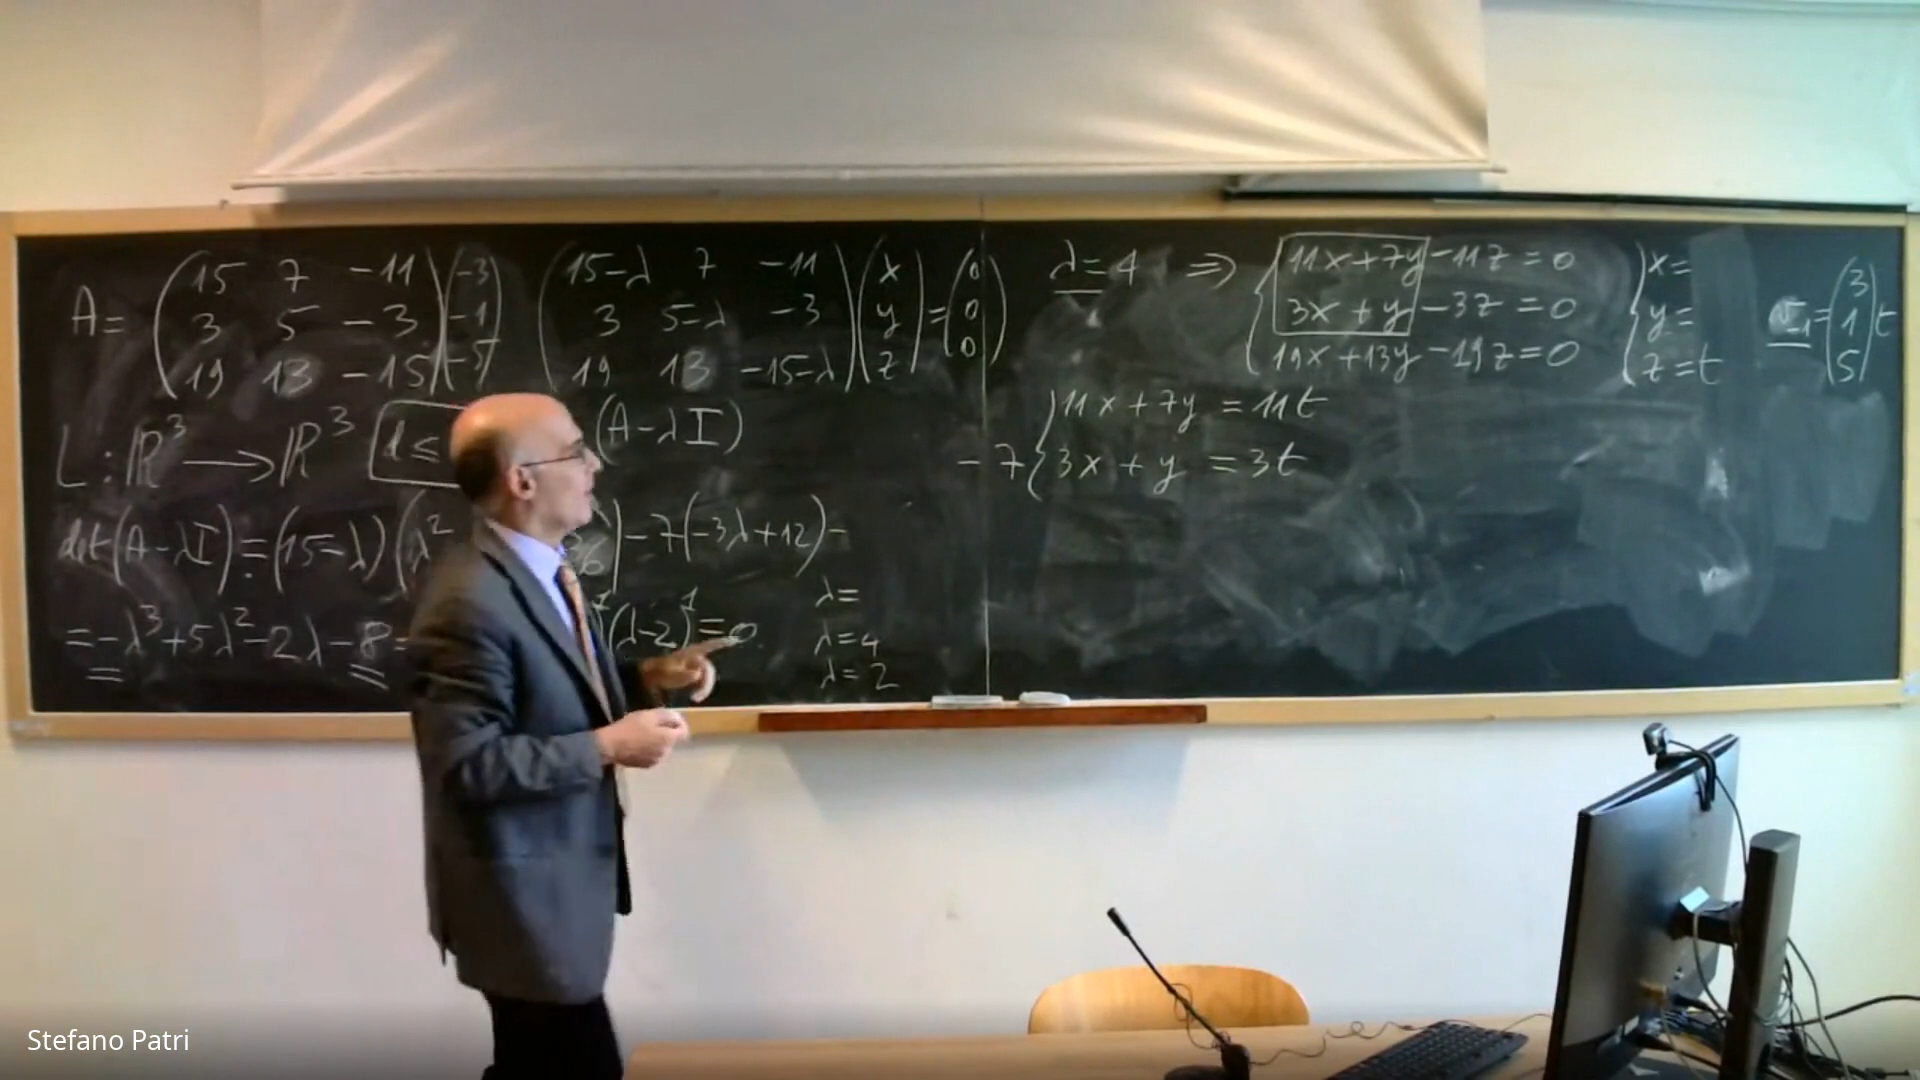 A= (15 7 -11) (-3)
(3 5 -3) (-1)
(19 13 -15) (-5)
(15-λ 7 -11) (x) = (0)
(3 5-λ -3) (y) (0)
(19 13 -15-λ) (z) (0)
L: ℝ³ → ℝ³ d≤ (A-λI)
det(A-λI)=(15-λ)(λ² 36)-7(-3λ+12)-
=-λ³+5λ²-2λ-8= (λ-2)¹=0
λ=
λ=4
λ=2
λ=4 ⇒ { 11x+7y-11z=0
3x+y-3z=0
19x+13y-19z=0
{ x=
y=
z=t
= (3) t
(1)
(5)
{ 11x+7y =11t
-7 { 3x+y =3t
Stefano Patri